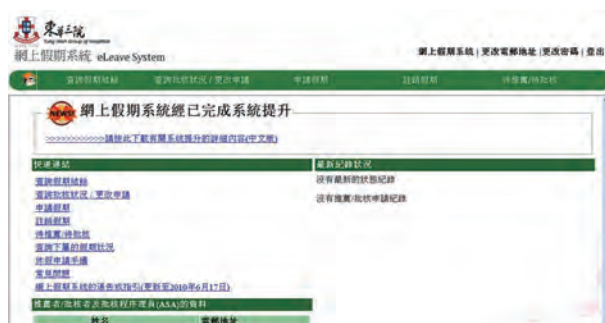 東華三院
Tung Wah Group of Hospitals
網上假期系統 eLeave System
網上假期系統 | 更改電郵地址 | 更改密碼 | 登出
查詢假期結餘 查詢批核狀況 / 更改申請 申請假期 註銷假期 待推薦/待批核
NEWS! 網上假期系統經已完成系統提升
>>>>>>>>>>>請按此下載有關系統提升的詳細內容(中文版)
快速連結
最新紀錄狀況
查詢假期結餘
沒有最新的狀態紀錄
查詢批核狀況 / 更改申請
沒有推薦/批核申請紀錄
申請假期
註銷假期
待推薦/待批核
查詢下屬的假期狀況
休假申請手續
常見問題
網上假期系統的通告或指引(更新至2010年6月17日)
推薦者/批核者及批核程序理員(ASA)的資料
姓名 電郵地址